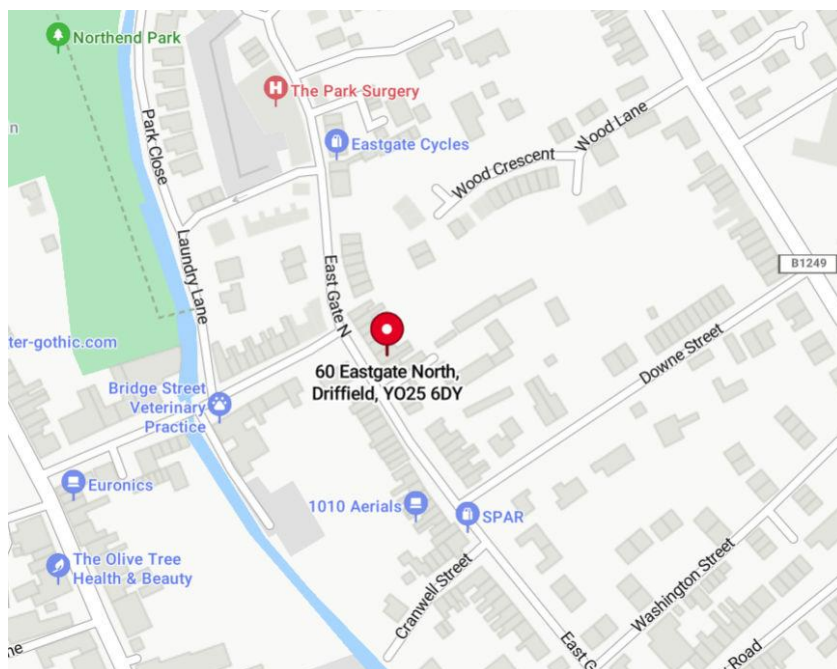 Northend Park
The Park Surgery
Park Close
Eastgate Cycles
Wood Crescent
Wood Lane
Laundry Lane
East Gate N
B1249
ter-gothic.com
60 Eastgate North,
Driffield, YO25 6DY
Downe Street
Bridge Street
Veterinary
Practice
Euronics
1010 Aerials
SPAR
The Olive Tree
Health & Beauty
Cranwell Street
Washington Street
East G
Road